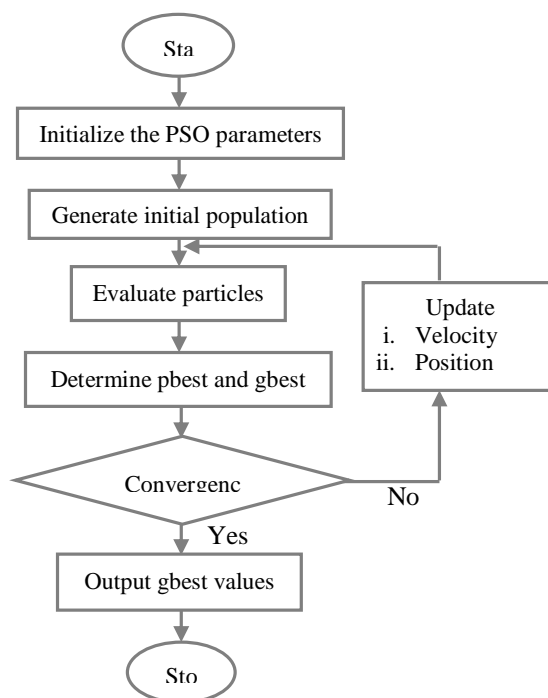 Sta
Initialize the PSO parameters
Generate initial population
Evaluate particles
Update
i. Velocity
ii. Position
Determine pbest and gbest
Convergenc
No
Yes
Output gbest values
Sto